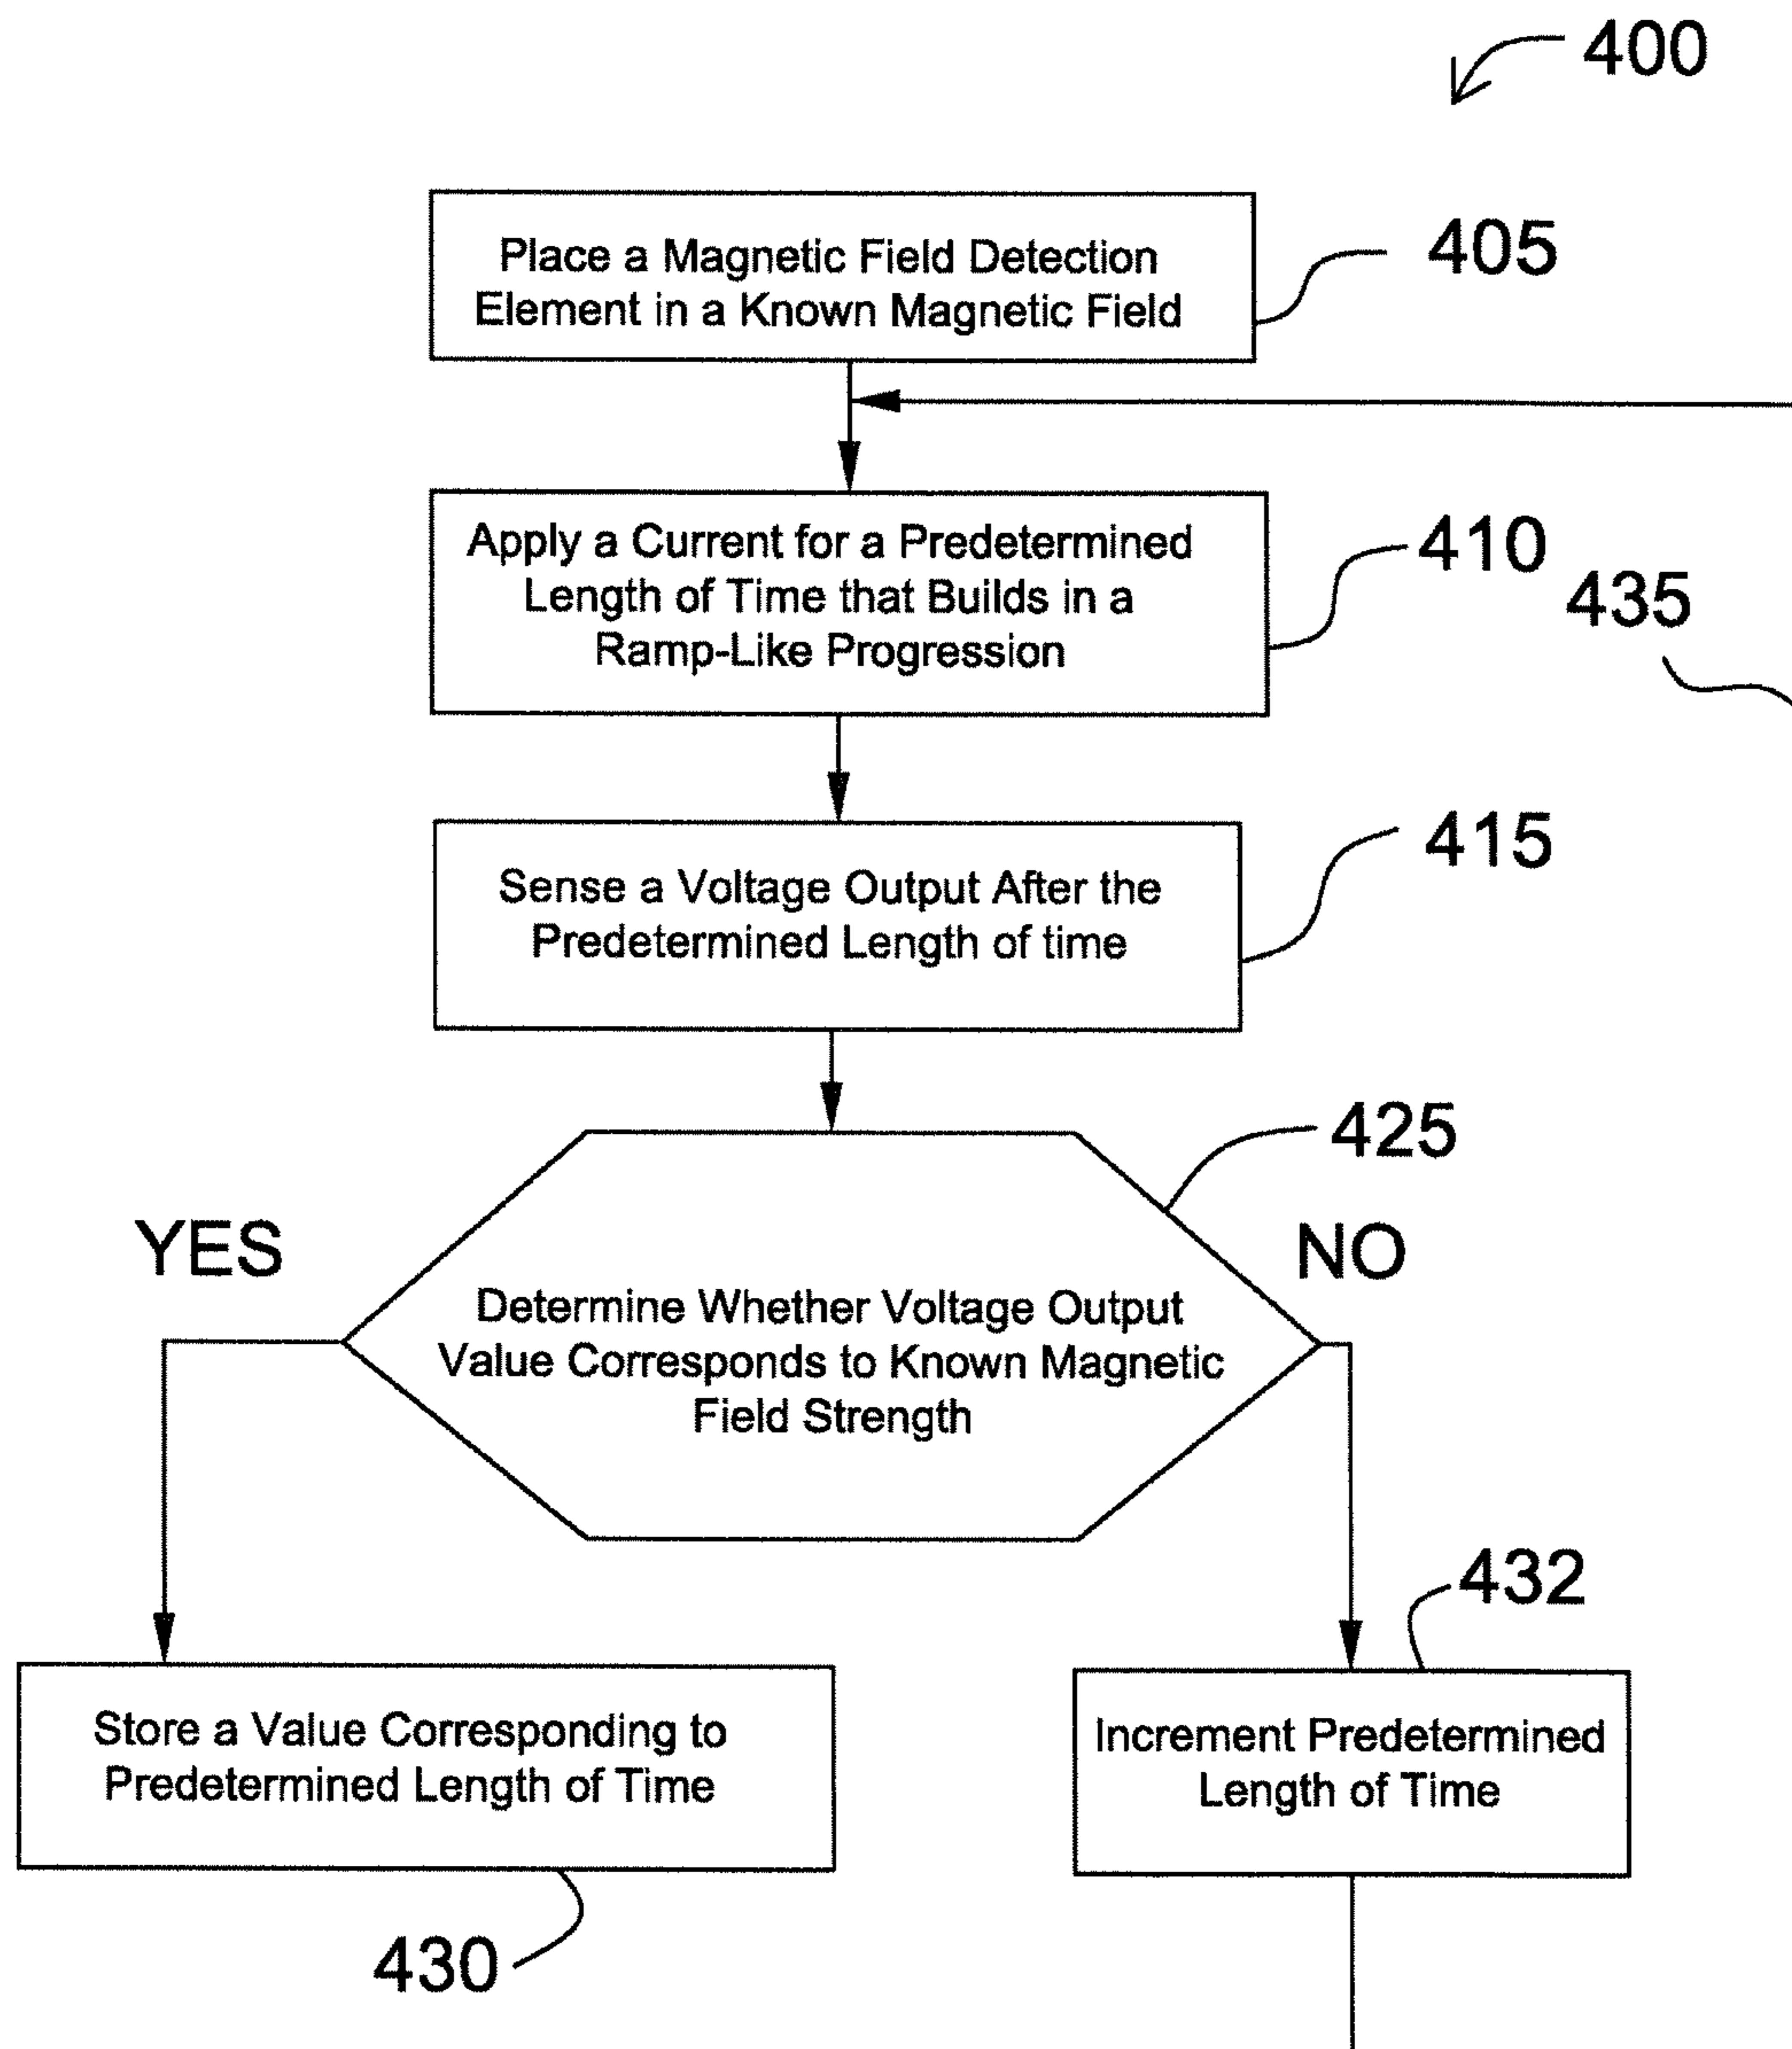 400
Place a Magnetic Field Detection
Element in a Known Magnetic Field
405
Apply a Current for a Predetermined
Length of Time that Builds in a
Ramp-Like Progression
410
435
Sense a Voltage Output After the
Predetermined Length of time
415
425
YES
NO
Determine Whether Voltage Output
Value Corresponds to Known Magnetic
Field Strength
432
Store a Value Corresponding to
Predetermined Length of Time
Increment Predetermined
Length of Time
430